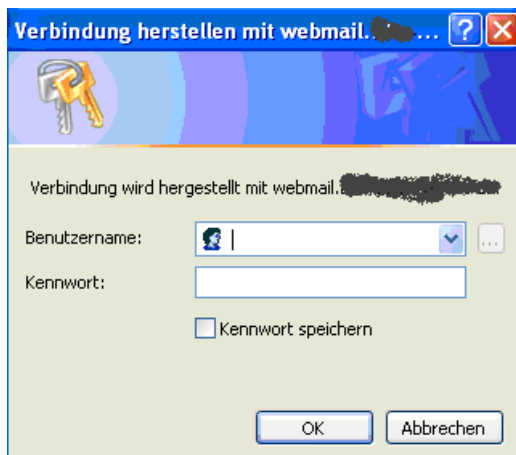 Verbindung herstellen mit webmail. ...
Verbindung wird hergestellt mit webmail.
Benutzername:
...
Kennwort:
Kennwort speichern
OK Abbrechen